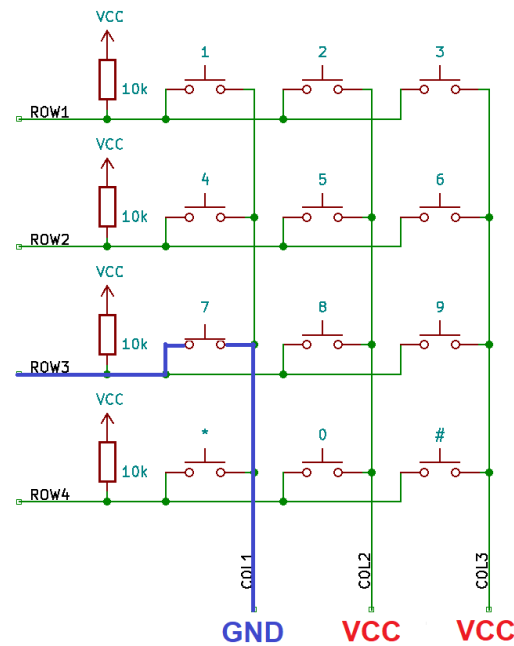 VCC
1 2 3
10k
ROW1
VCC
4 5 6
10k
ROW2
VCC
7 8 9
10k
ROW3
VCC
* 0 #
10k
ROW4
COL1 COL2 COL3
GND VCC VCC